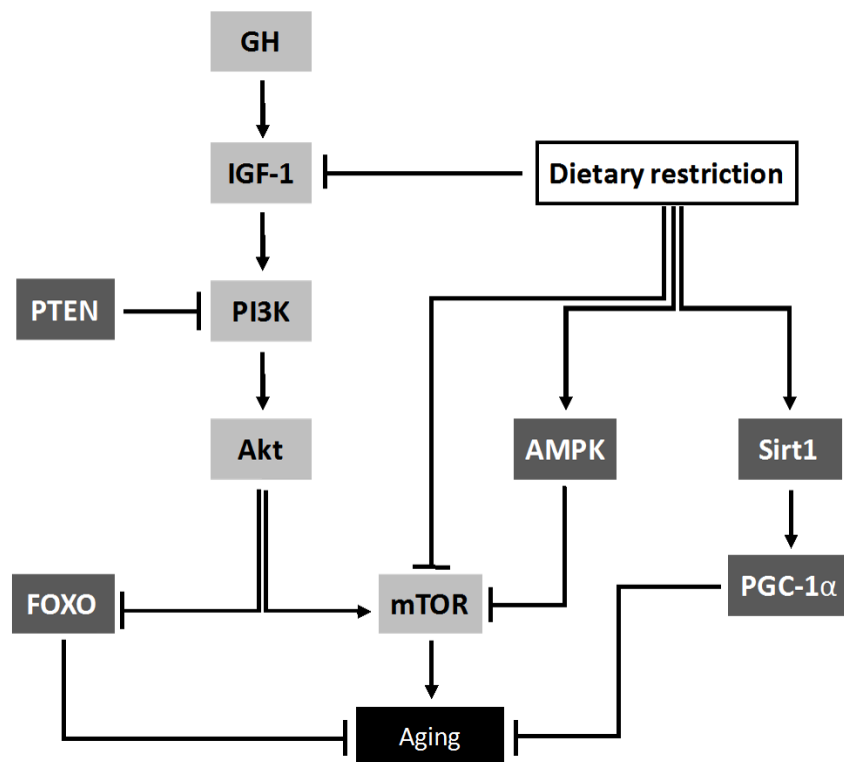 GH
IGF-1
Dietary restriction
PTEN
PI3K
Akt
AMPK
Sirt1
FOXO
mTOR
PGC-1α
Aging